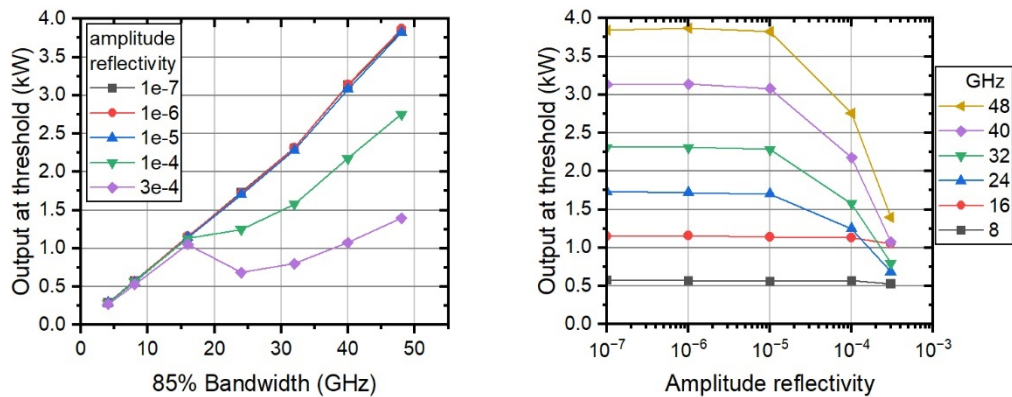 4.0
3.5
3.0
2.5
2.0
1.5
1.0
0.5
0.0
Output at threshold (kW)
amplitude
reflectivity
1e-7
1e-6
1e-5
1e-4
3e-4
0 10 20 30 40 50
85% Bandwidth (GHz)
4.0
3.5
3.0
2.5
2.0
1.5
1.0
0.5
0.0
Output at threshold (kW)
10⁻⁷ 10⁻⁶ 10⁻⁵ 10⁻⁴ 10⁻³
Amplitude reflectivity
GHz
48
40
32
24
16
8